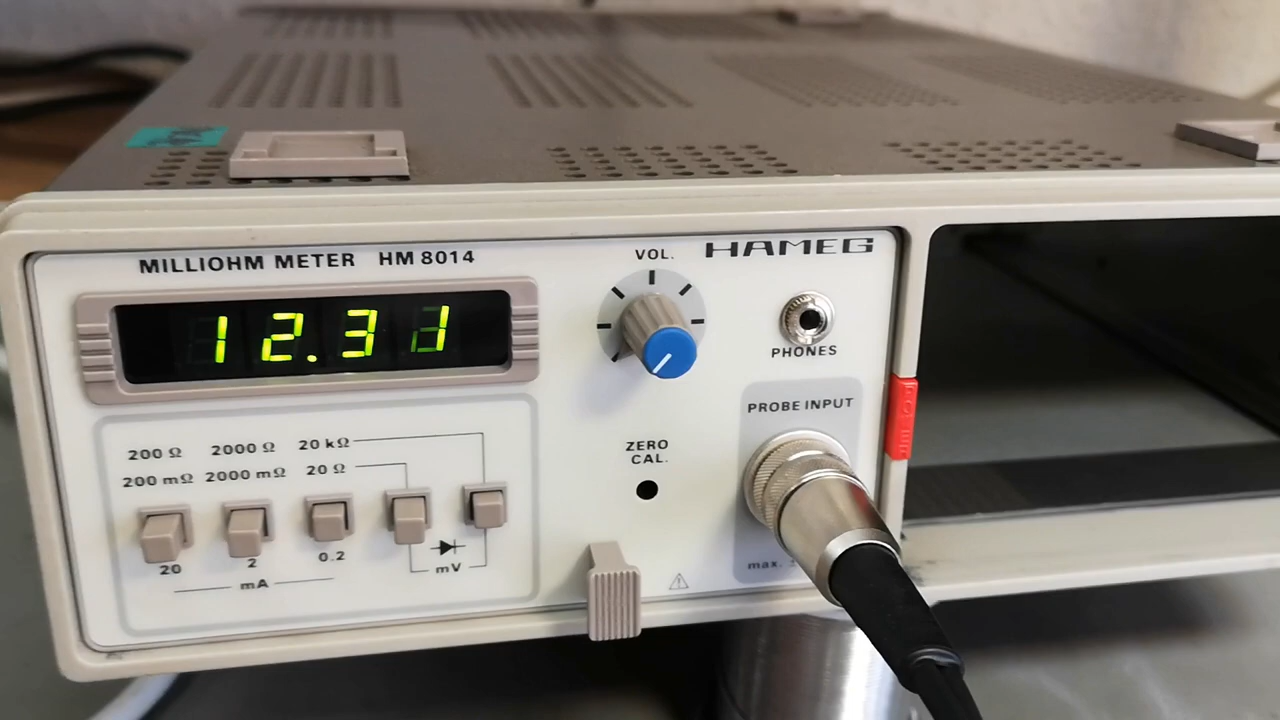 MILLIOHM METER HM 8014
VOL.
HAMEG
12.31
PHONES
PROBE INPUT
ZERO
CAL.
200 Ω 2000 Ω 20 kΩ
200 mΩ 2000 mΩ 20 Ω
20 2 0.2
mA
mV
max.